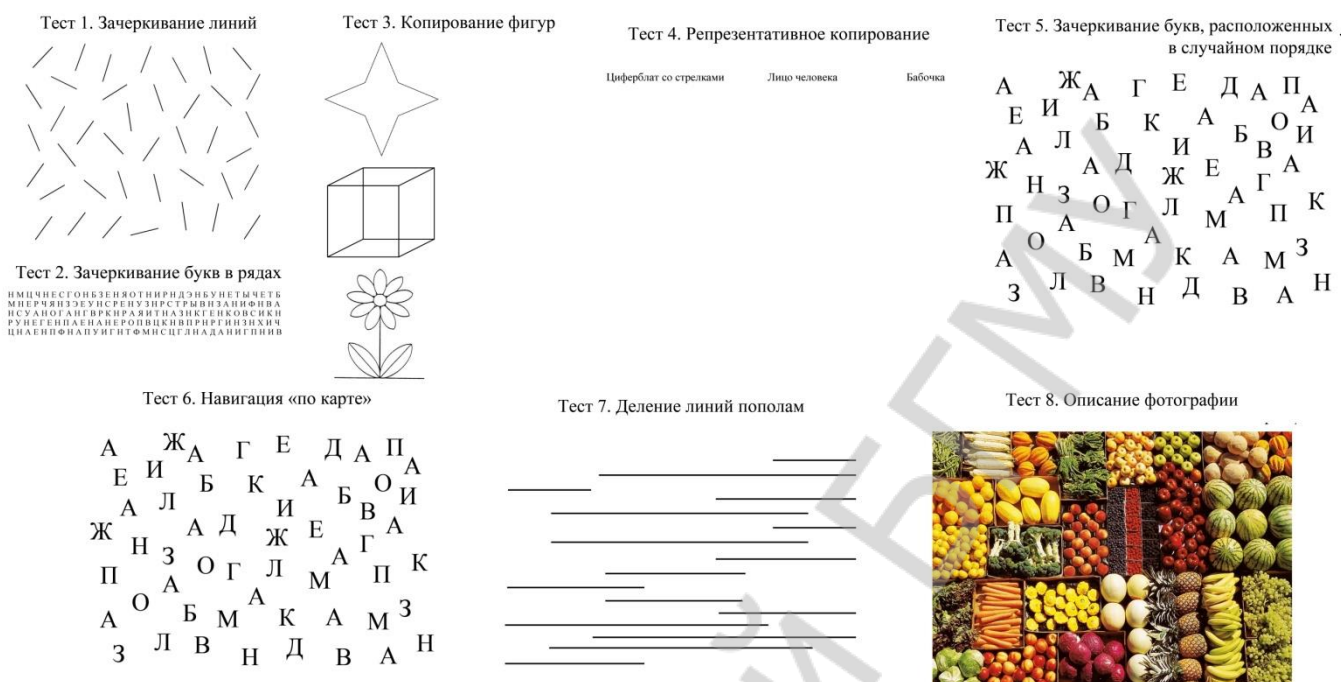 Тест 1. Зачеркивание линий
Тест 2. Зачеркивание букв в рядах
Н М Ц Ч Н Е С Г О Н Б З Е Н Я О Т Н И Р Н Д Э Н Б У Н Е Т Ы Ч Е Т Б
М Н Е Р Ч Я Н З Э Е У Н С Р Е Н У З Н Р С Т Р Ы В Н З А Н И Ф Н В А
Н С У А Н О Г А Н Г В Р К Н Р А Я И Т Н А З Н К Г Е Н К О В С И К Н
Р У Н Е Г Е Н П А Е Н А Н Е Р О П В Ц К Н В П Р Н Р Г И Н З Н Х И Ч
Ц Н А Е Н П Ф Н А П У И Г Н Т Ф М Н С Ц Г Л Н А Д А Н И Г П Н И В
Тест 3. Копирование фигур
Тест 4. Репрезентативное копирование
Циферблат со стрелками Лицо человека Бабочка
Тест 5. Зачеркивание букв, расположенных
в случайном порядке
А Ж А Г Е Д А П
Е И Б К А Б О А
А Л И В И
Ж А Д Ж Е А
Н З О Г Л А Г К
П А М П
О А
А Б М К А М З
З Л В Н Д В А Н
Тест 6. Навигация «по карте»
А Ж А Г Е Д А П
Е И Б К А Б О А
А Л И В И
Ж А Д Ж Е А
Н З О Г Л А Г К
П А М П
О А
А Б М К А М З
З Л В Н Д В А Н
Тест 7. Деление линий пополам
Тест 8. Описание фотографии
Й БГМУ